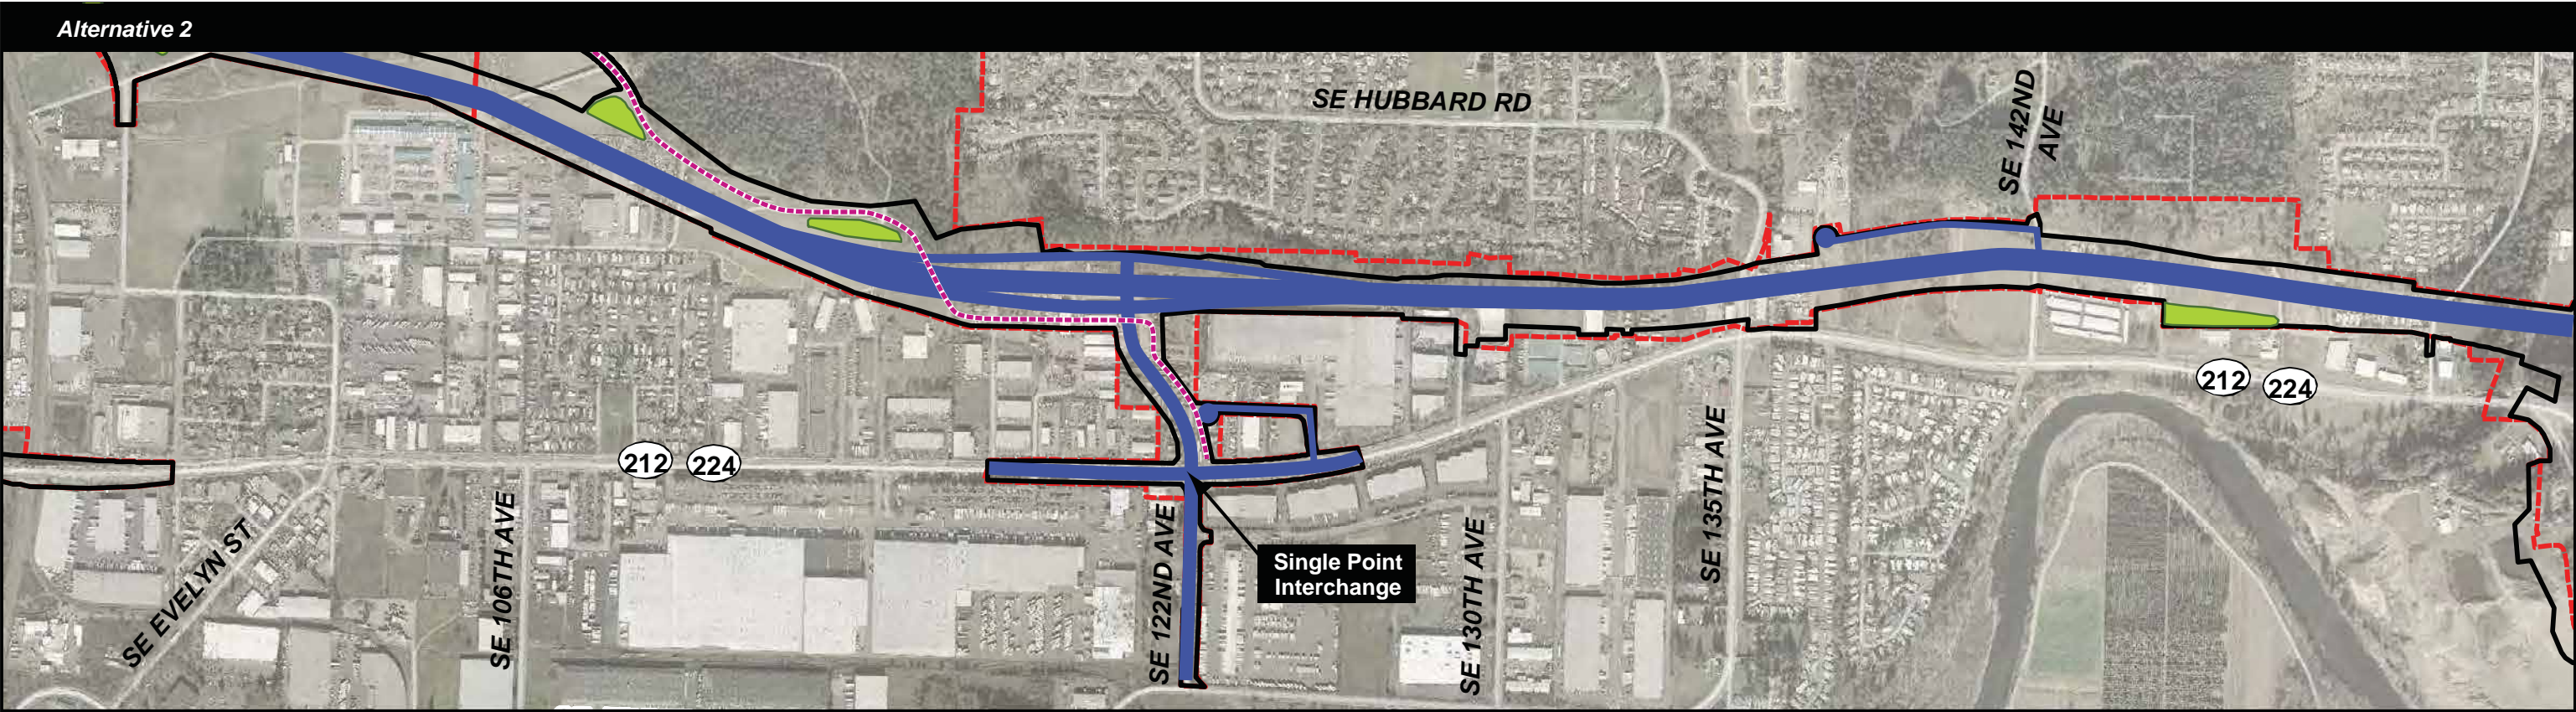 Alternative 2
SE HUBBARD RD
SE 142ND
AVE
212
224
212
224
SE EVELYN ST
SE 106TH AVE
SE 122ND AVE
Single Point
Interchange
SE 130TH AVE
SE 135TH AVE